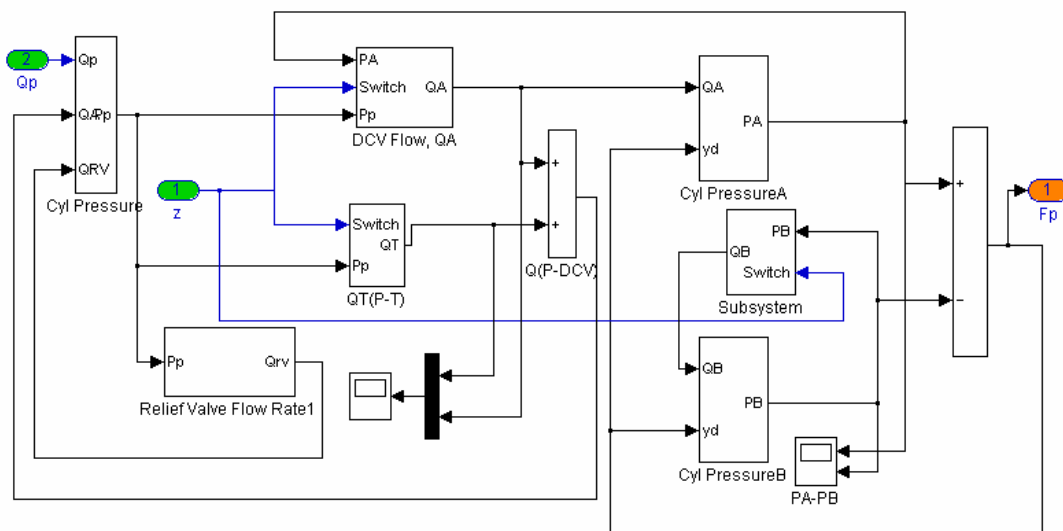 2
Qp
Qp
QA
Pp
QRV
Cyl Pressure
PA
Switch
QA
Pp
DCV Flow, QA
1
z
Switch
QT
Pp
QT(P-T)
+
+
Q(P-DCV)
QA
PA
yd
Cyl PressureA
PB
QB
Switch
Subsystem
+
−
1
Fp
Pp
Qrv
Relief Valve Flow Rate1
QB
PB
yd
Cyl PressureB
PA-PB